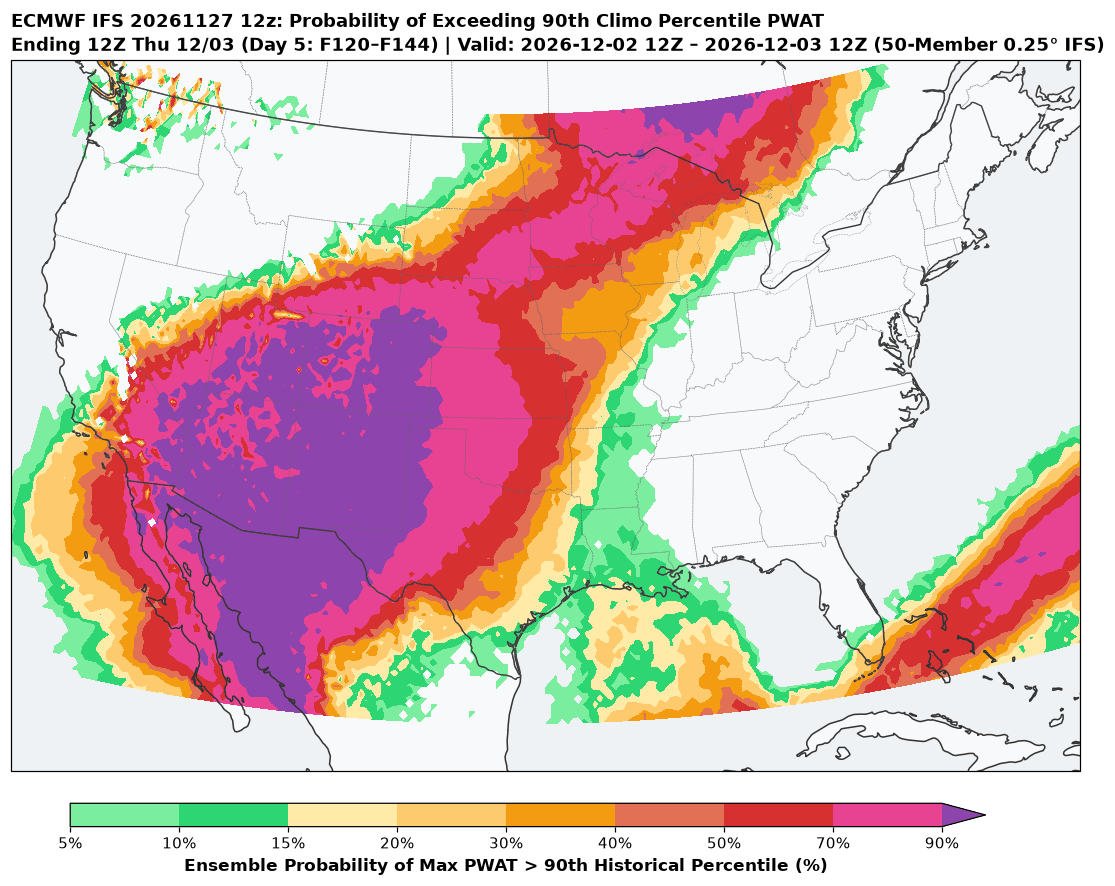 ECMWF IFS 20261127 12z: Probability of Exceeding 90th Climo Percentile PWAT
Ending 12Z Thu 12/03 (Day 5: F120–F144) | Valid: 2026-12-02 12Z – 2026-12-03 12Z (50-Member 0.25° IFS)
5% 10% 15% 20% 30% 40% 50% 70% 90%
Ensemble Probability of Max PWAT > 90th Historical Percentile (%)